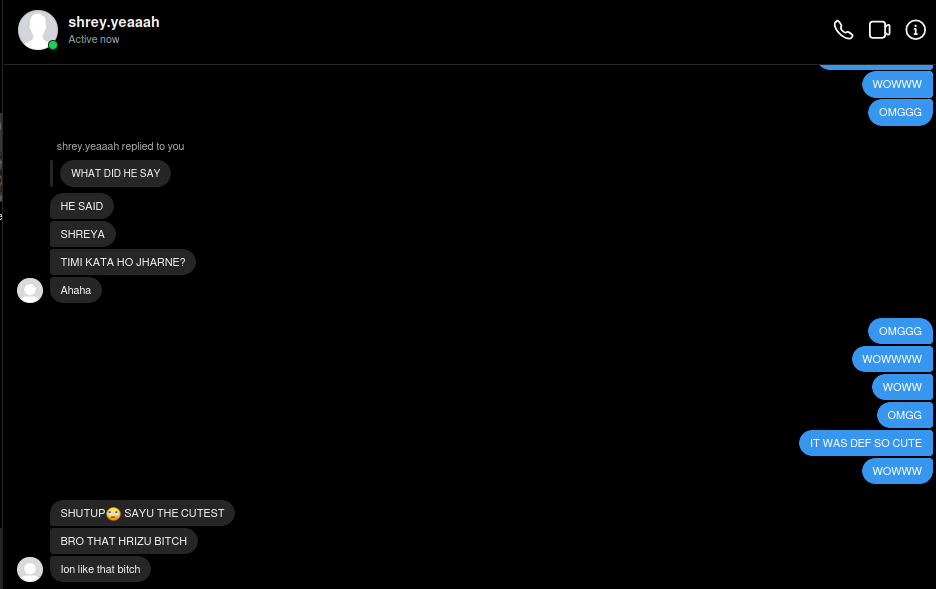 shrey.yeaaah
Active now
WOWWW
OMGGG
shrey.yeaaah replied to you
WHAT DID HE SAY
HE SAID
SHREYA
TIMI KATA HO JHARNE?
Ahaha
OMGGG
WOWWWW
WOWW
OMGG
IT WAS DEF SO CUTE
WOWWW
SHUTUP🙄 SAYU THE CUTEST
BRO THAT HRIZU BITCH
Ion like that bitch